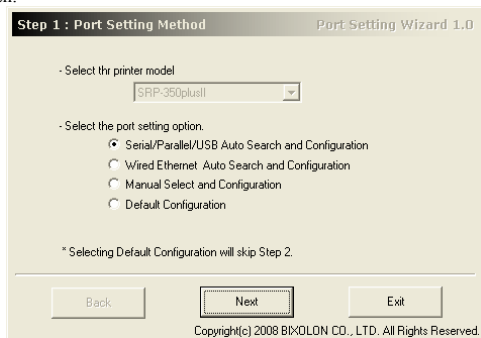 Step 1 : Port Setting Method
Port Setting Wizard 1.0
- Select thr printer model
SRP-350plusII
- Select the port setting option.
Serial/Parallel/USB Auto Search and Configuration
Wired Ethernet Auto Search and Configuration
Manual Select and Configuration
Default Configuration
* Selecting Default Configuration will skip Step 2.
Back
Next
Exit
Copyright(c) 2008 BIXOLON CO., LTD. All Rights Reserved.